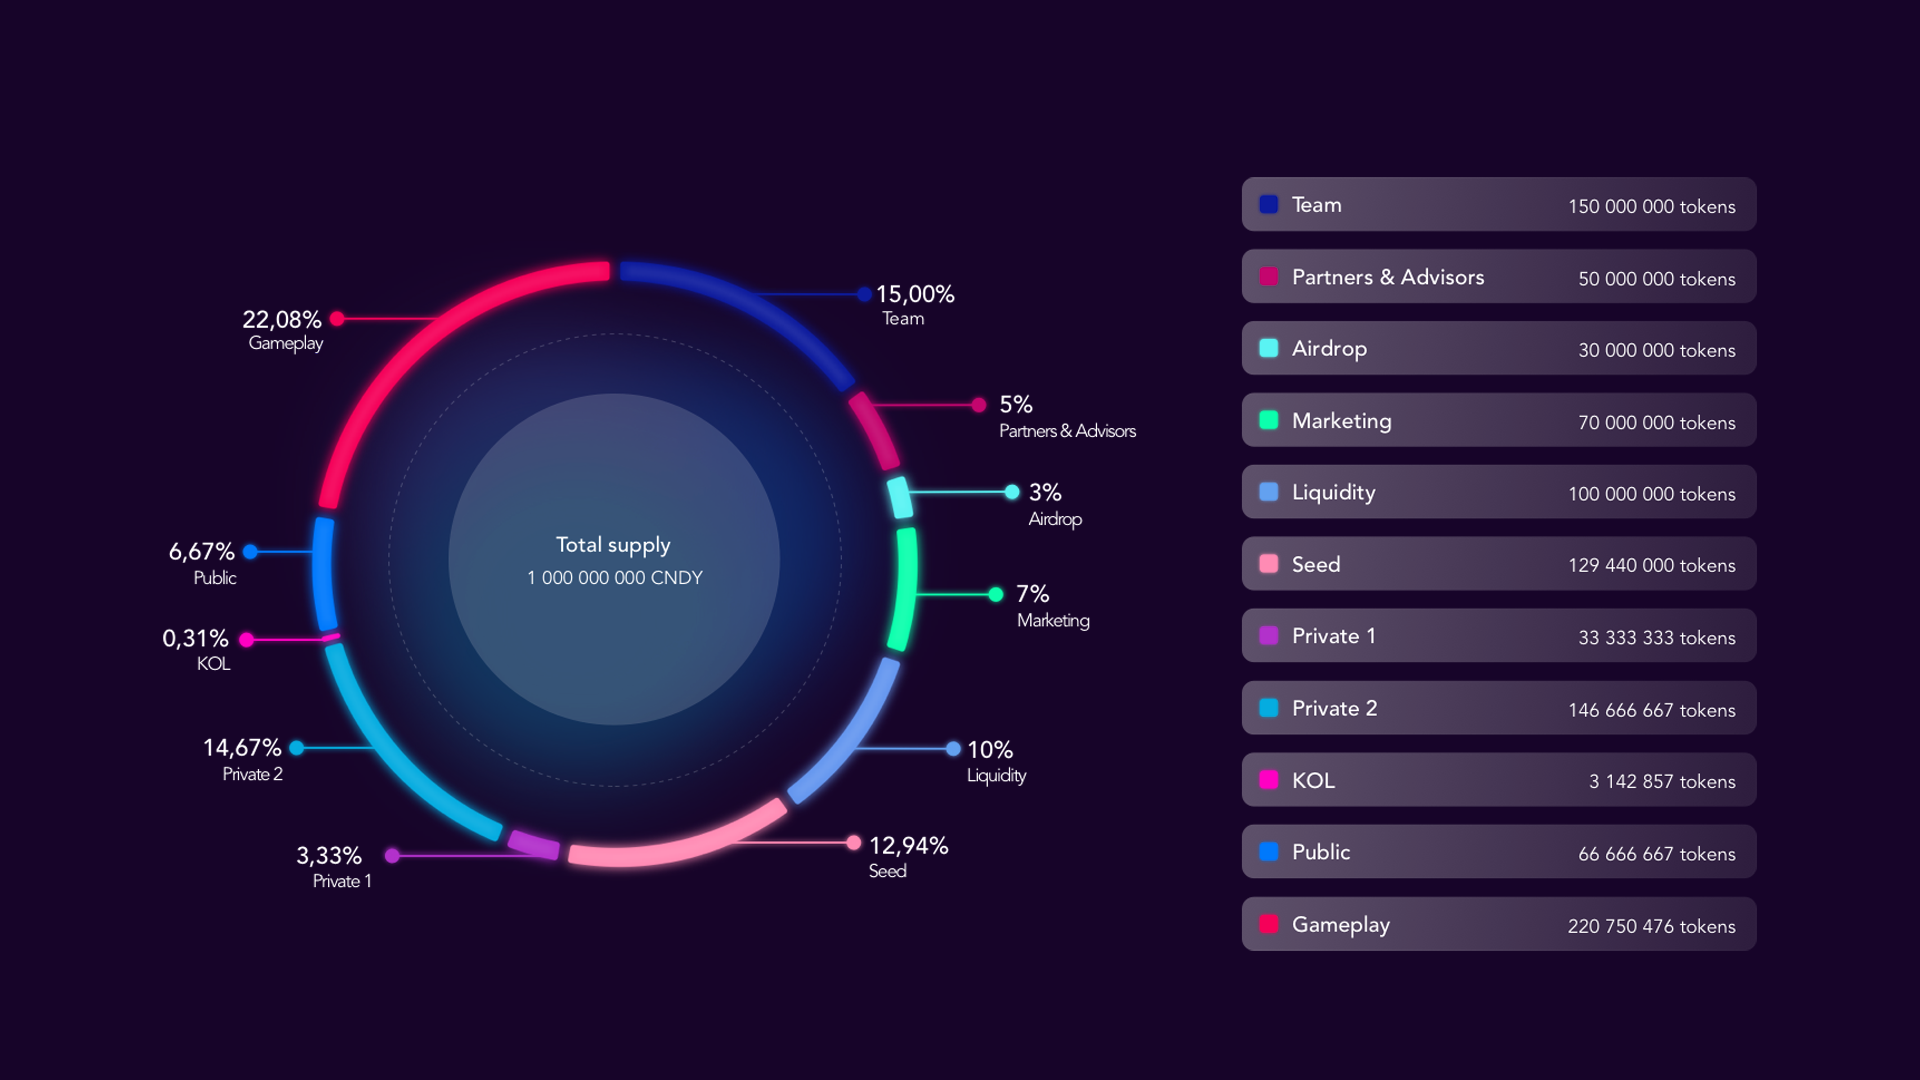 22,08%
Gameplay
15,00%
Team
5%
Partners & Advisors
3%
Airdrop
6,67%
Public
Total supply
1 000 000 000 CNDY
7%
Marketing
0,31%
KOL
14,67%
Private 2
10%
Liquidity
3,33%
Private 1
12,94%
Seed
Team 150 000 000 tokens
Partners & Advisors 50 000 000 tokens
Airdrop 30 000 000 tokens
Marketing 70 000 000 tokens
Liquidity 100 000 000 tokens
Seed 129 440 000 tokens
Private 1 33 333 333 tokens
Private 2 146 666 667 tokens
KOL 3 142 857 tokens
Public 66 666 667 tokens
Gameplay 220 750 476 tokens